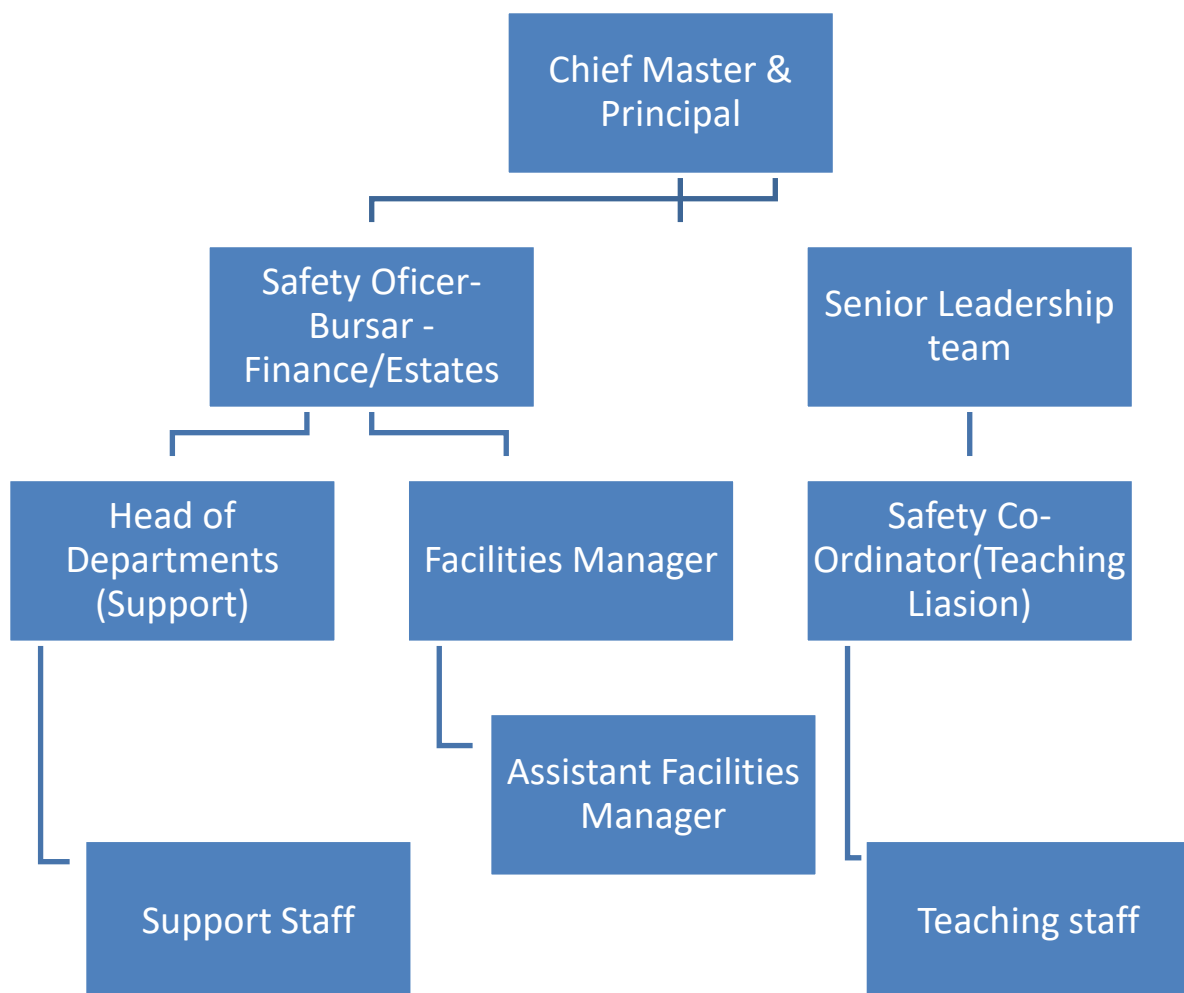 Chief Master &
Principal
Safety Oficer-
Bursar -
Finance/Estates
Senior Leadership
team
Head of
Departments
(Support)
Facilities Manager
Safety Co-
Ordinator(Teaching
Liasion)
Assistant Facilities
Manager
Support Staff
Teaching staff